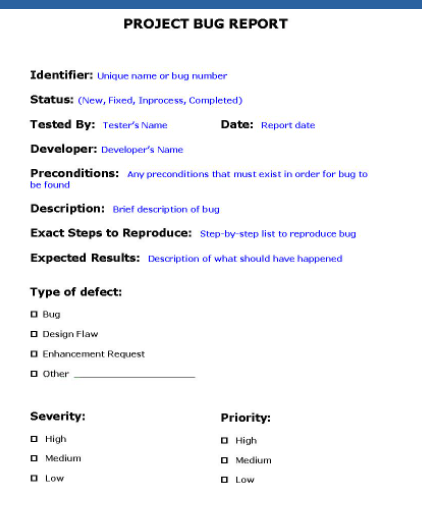 PROJECT BUG REPORT
Identifier: Unique name or bug number
Status: (New, Fixed, Inprocess, Completed)
Tested By: Tester's Name Date: Report date
Developer: Developer's Name
Preconditions: Any preconditions that must exist in order for bug to
be found
Description: Brief description of bug
Exact Steps to Reproduce: Step-by-step list to reproduce bug
Expected Results: Description of what should have happened
Type of defect:
Bug
Design Flaw
Enhancement Request
Other ____________________
Severity: Priority:
High High
Medium Medium
Low Low